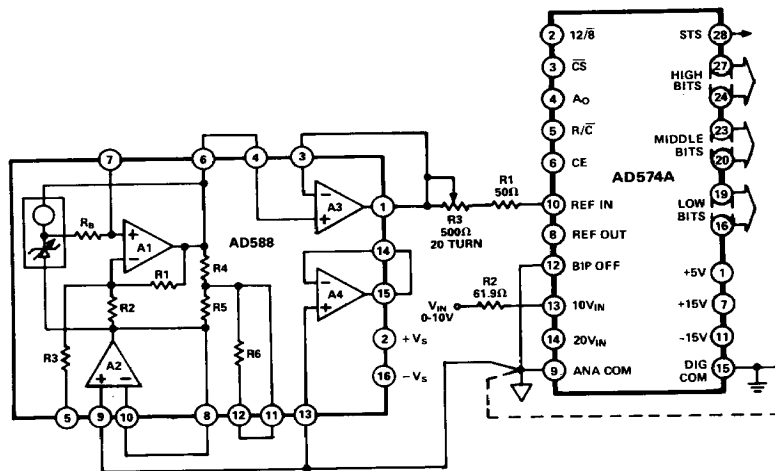 7
6
4
3
RB
+
−
A1
R1
R2
R3
A2
+ −
R4
R5
R6
AD588
−
+
A3
−
+
A4
1
14
15
2 +VS
16 −VS
5
9
10
8
12
11
13
R3
500Ω
20 TURN
R1
50Ω
R2
61.9Ω
VIN
0-10V
AD574A
2 12/8̅
3 C̅S̅
4 AO
5 R/C̅
6 CE
10 REF IN
8 REF OUT
12 BIP OFF
13 10VIN
14 20VIN
9 ANA COM
STS 28
HIGH BITS
27
24
MIDDLE BITS
23
20
LOW BITS
19
16
+5V 1
+15V 7
-15V 11
DIG COM 15